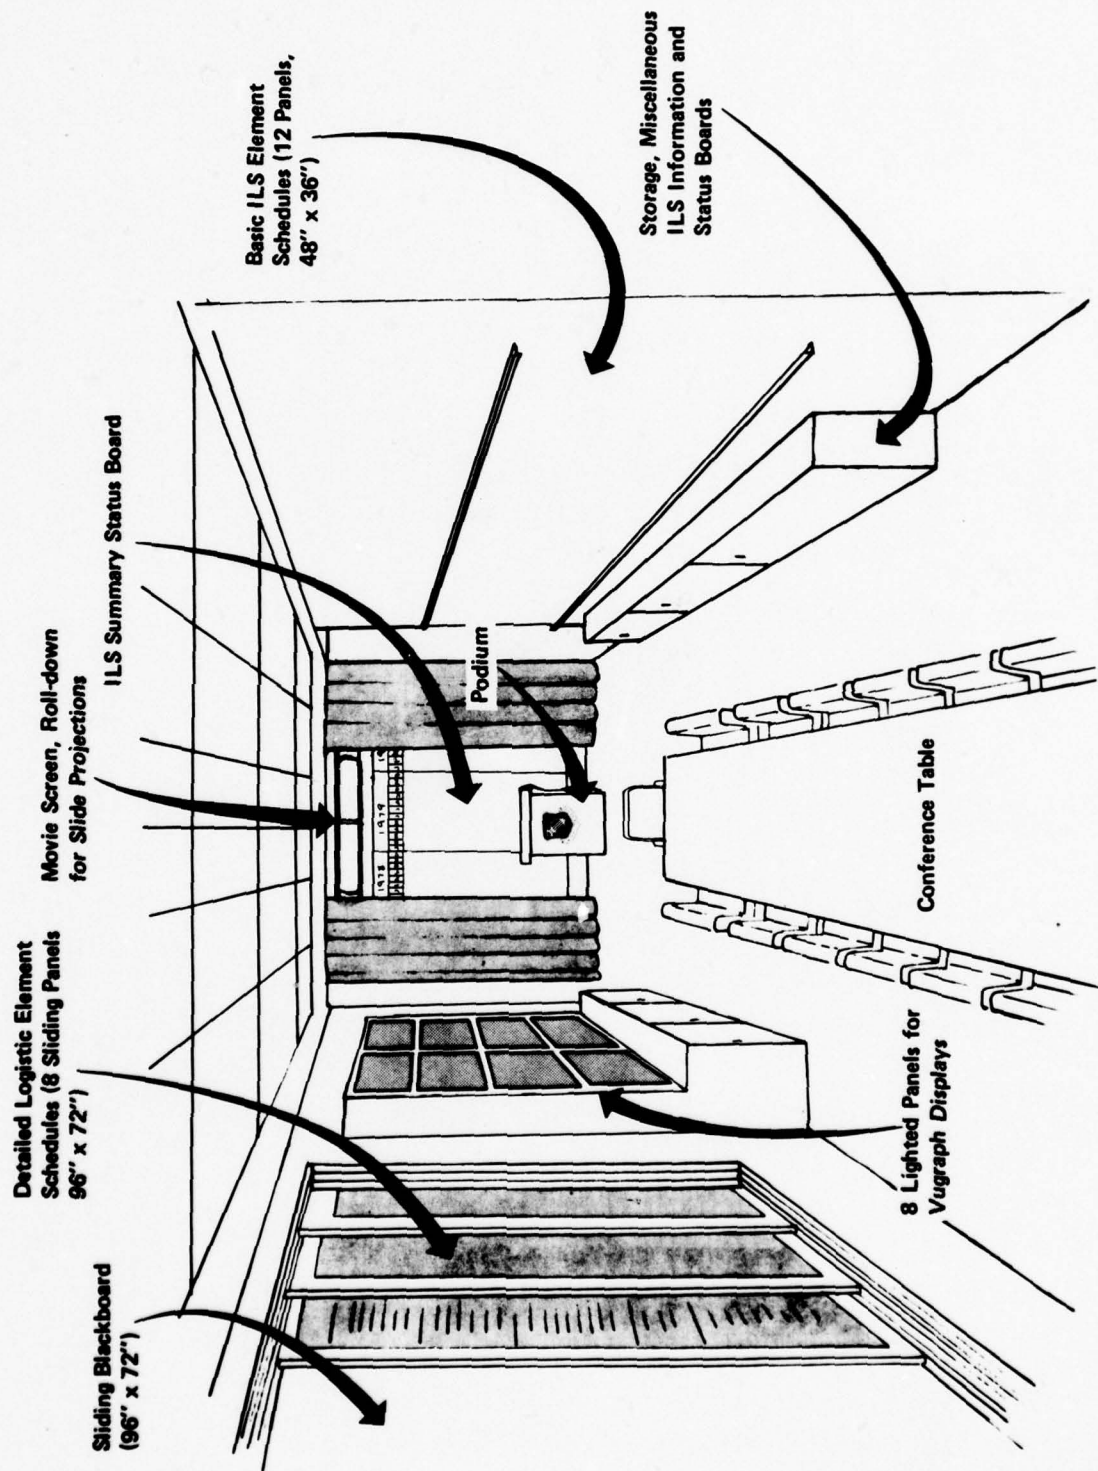 Sliding Blackboard
(96" x 72")
Detailed Logistic Element
Schedules (8 Sliding Panels
96" x 72")
Movie Screen, Roll-down
for Slide Projections
ILS Summary Status Board
Basic ILS Element
Schedules (12 Panels,
48" x 36")
Storage, Miscellaneous
ILS Information and
Status Boards
1978
1979
Podium
Conference Table
8 Lighted Panels for
Vugraph Displays